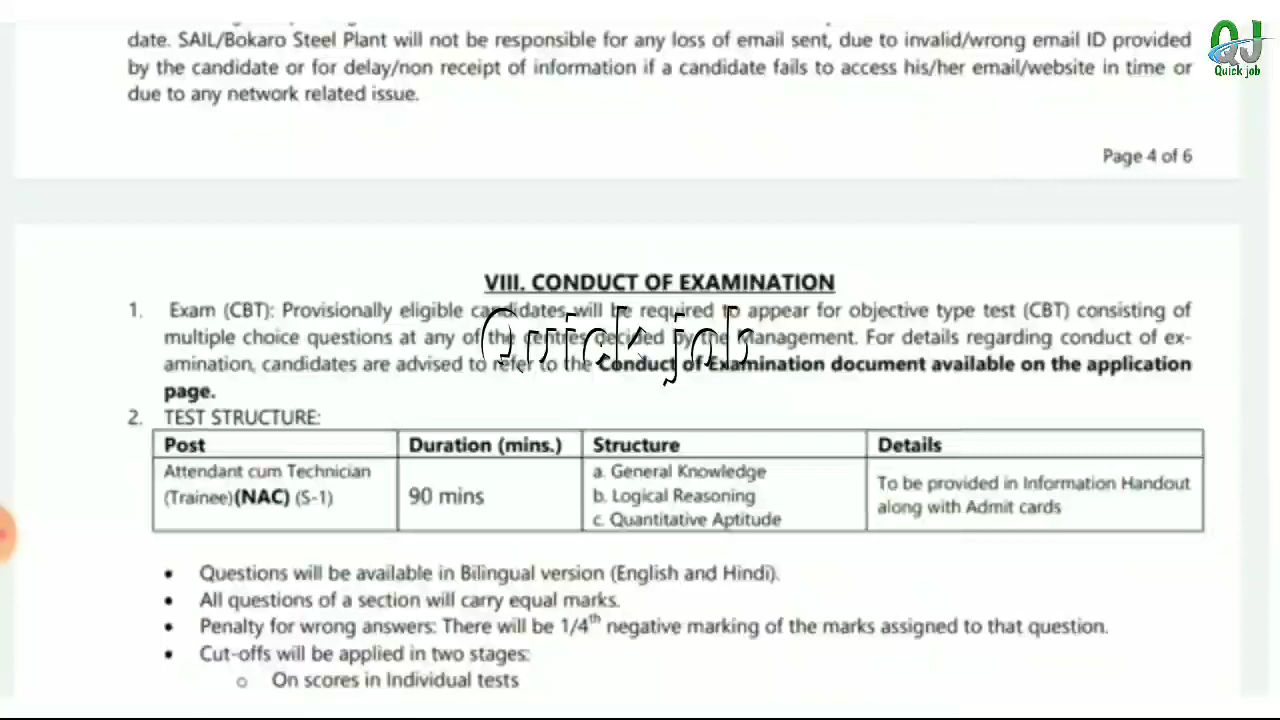 date. SAIL/Bokaro Steel Plant will not be responsible for any loss of email sent, due to invalid/wrong email ID provided
by the candidate or for delay/non receipt of information if a candidate fails to access his/her email/website in time or
due to any network related issue.
QJ
Quick job
Page 4 of 6
VIII. CONDUCT OF EXAMINATION
1. Exam (CBT): Provisionally eligible candidates will be required to appear for objective type test (CBT) consisting of
multiple choice questions at any of the centres decided by the Management. For details regarding conduct of ex-
amination, candidates are advised to refer to the Conduct of Examination document available on the application
page.
Quick job
2. TEST STRUCTURE:
Post Duration (mins.) Structure Details
Attendant cum Technician
(Trainee)(NAC) (S-1)
90 mins
a. General Knowledge
b. Logical Reasoning
c. Quantitative Aptitude
To be provided in Information Handout
along with Admit cards
• Questions will be available in Bilingual version (English and Hindi).
• All questions of a section will carry equal marks.
• Penalty for wrong answers: There will be 1/4th negative marking of the marks assigned to that question.
• Cut-offs will be applied in two stages:
o On scores in Individual tests